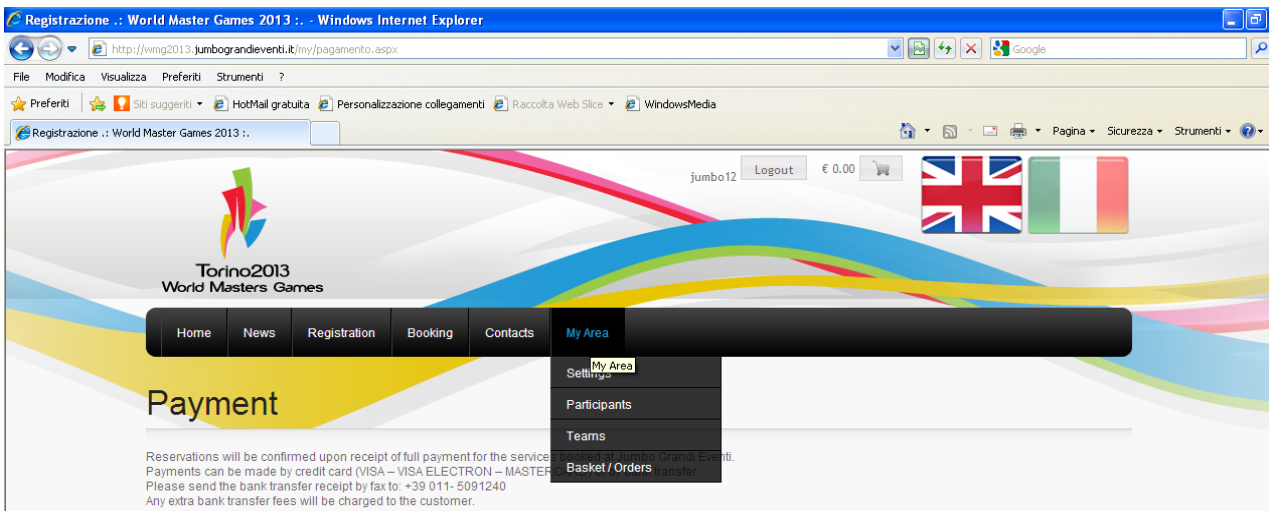 Registrazione .: World Master Games 2013 :. - Windows Internet Explorer
http://wmg2013.jumbograndieventi.it/my/pagamento.aspx
Google
File Modifica Visualizza Preferiti Strumenti ?
Preferiti Siti suggeriti HotMail gratuita Personalizzazione collegamenti Raccolta Web Slice WindowsMedia
Registrazione .: World Master Games 2013 :.
Pagina Sicurezza Strumenti
jumbo12 Logout € 0.00
Torino2013
World Masters Games
Home News Registration Booking Contacts My Area
My Area
Settings
Participants
Teams
Basket / Orders
Payment
Reservations will be confirmed upon receipt of full payment for the services booked at Jumbo Grandi Eventi.
Payments can be made by credit card (VISA – VISA ELECTRON – MASTERC transfer.
Please send the bank transfer receipt by fax to: +39 011- 5091240
Any extra bank transfer fees will be charged to the customer.